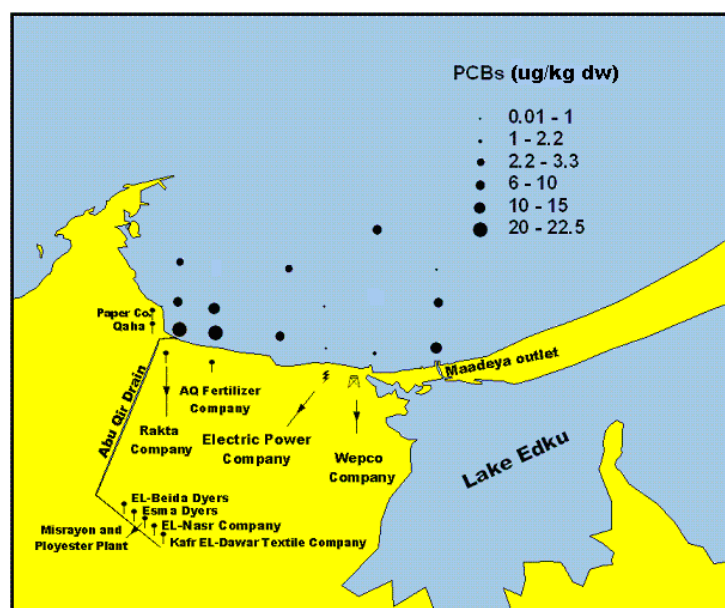 PCBs (ug/kg dw)
0.01 - 1
1 - 2.2
2.2 - 3.3
6 - 10
10 - 15
20 - 22.5
Paper Co.
Qaha
Maadeya outlet
Abu Qir Drain
AQ Fertilizer
Company
Rakta
Company
Electric Power
Company
Wepco
Company
Lake Edku
EL-Beida Dyers
Esma Dyers
Misrayon and
Ployester Plant
EL-Nasr Company
Kafr EL-Dawar Textile Company